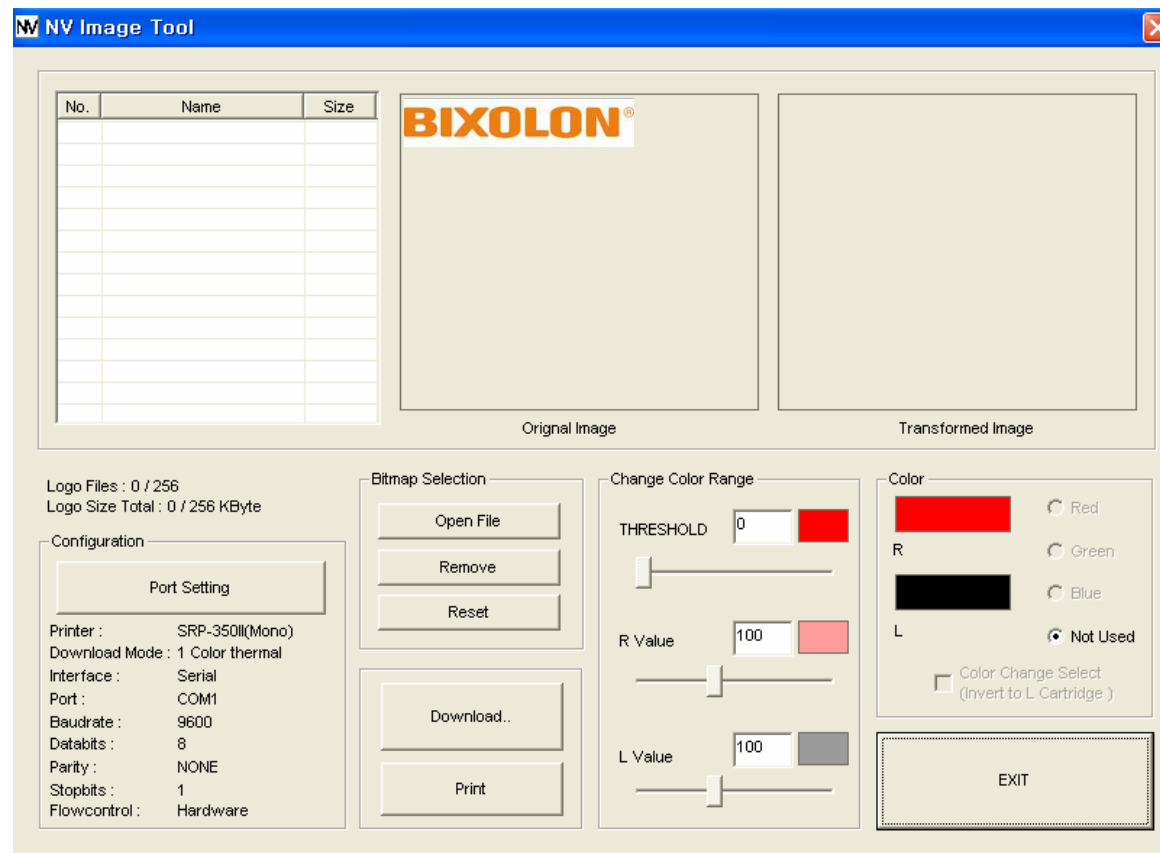 NV NV Image Tool
No. Name Size
BIXOLON®
Orignal Image
Transformed Image
Logo Files : 0 / 256
Logo Size Total : 0 / 256 KByte
Configuration
Port Setting
Printer : SRP-350II(Mono)
Download Mode : 1 Color thermal
Interface : Serial
Port : COM1
Baudrate : 9600
Databits : 8
Parity : NONE
Stopbits : 1
Flowcontrol : Hardware
Bitmap Selection
Open File
Remove
Reset
Download..
Print
Change Color Range
THRESHOLD 0
R Value 100
L Value 100
Color
R
L
Red
Green
Blue
Not Used
Color Change Select
(Invert to L Cartridge )
EXIT